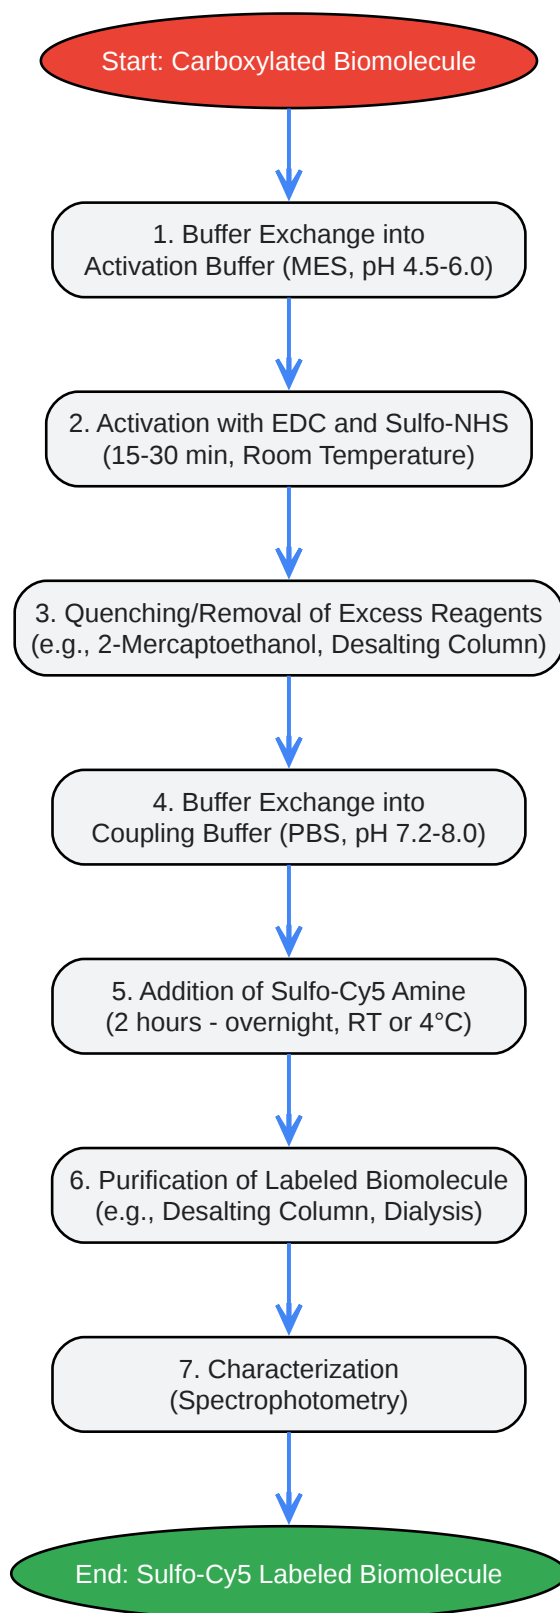 Start: Carboxylated Biomolecule
1. Buffer Exchange into
Activation Buffer (MES, pH 4.5-6.0)
2. Activation with EDC and Sulfo-NHS
(15-30 min, Room Temperature)
3. Quenching/Removal of Excess Reagents
(e.g., 2-Mercaptoethanol, Desalting Column)
4. Buffer Exchange into
Coupling Buffer (PBS, pH 7.2-8.0)
5. Addition of Sulfo-Cy5 Amine
(2 hours - overnight, RT or 4°C)
6. Purification of Labeled Biomolecule
(e.g., Desalting Column, Dialysis)
7. Characterization
(Spectrophotometry)
End: Sulfo-Cy5 Labeled Biomolecule